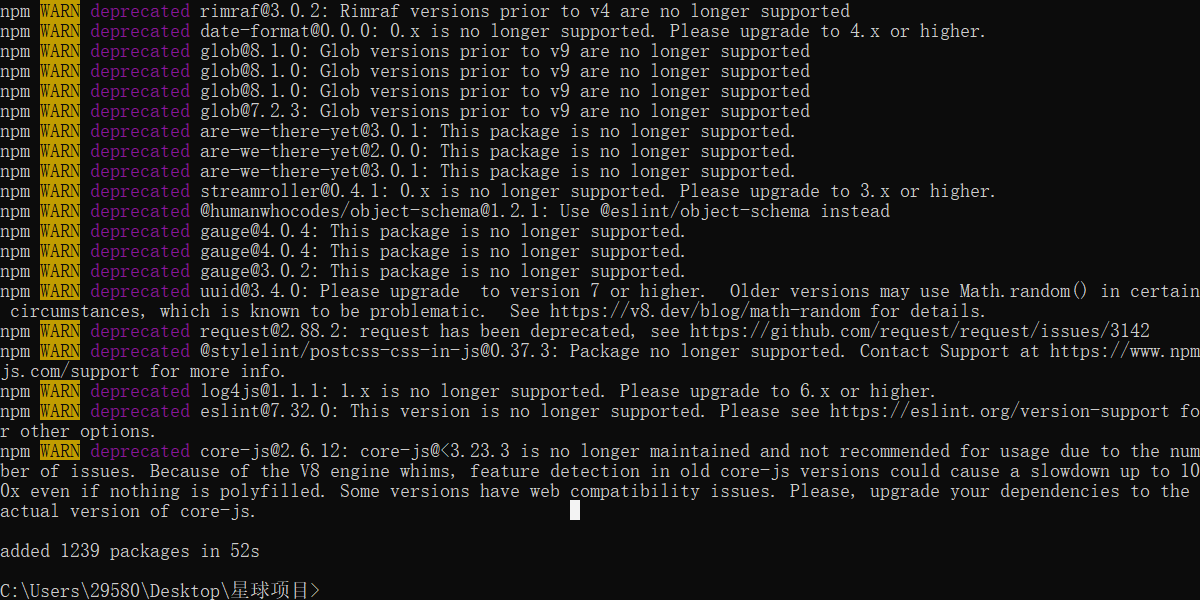 npm WARN deprecated rimraf@3.0.2: Rimraf versions prior to v4 are no longer supported
npm WARN deprecated date-format@0.0.0: 0.x is no longer supported. Please upgrade to 4.x or higher.
npm WARN deprecated glob@8.1.0: Glob versions prior to v9 are no longer supported
npm WARN deprecated glob@8.1.0: Glob versions prior to v9 are no longer supported
npm WARN deprecated glob@8.1.0: Glob versions prior to v9 are no longer supported
npm WARN deprecated glob@7.2.3: Glob versions prior to v9 are no longer supported
npm WARN deprecated are-we-there-yet@3.0.1: This package is no longer supported.
npm WARN deprecated are-we-there-yet@2.0.0: This package is no longer supported.
npm WARN deprecated are-we-there-yet@3.0.1: This package is no longer supported.
npm WARN deprecated streamroller@0.4.1: 0.x is no longer supported. Please upgrade to 3.x or higher.
npm WARN deprecated @humanwhocodes/object-schema@1.2.1: Use @eslint/object-schema instead
npm WARN deprecated gauge@4.0.4: This package is no longer supported.
npm WARN deprecated gauge@4.0.4: This package is no longer supported.
npm WARN deprecated gauge@3.0.2: This package is no longer supported.
npm WARN deprecated uuid@3.4.0: Please upgrade  to version 7 or higher.  Older versions may use Math.random() in certain
 circumstances, which is known to be problematic.  See https://v8.dev/blog/math-random for details.
npm WARN deprecated request@2.88.2: request has been deprecated, see https://github.com/request/request/issues/3142
npm WARN deprecated @stylelint/postcss-css-in-js@0.37.3: Package no longer supported. Contact Support at https://www.npm
js.com/support for more info.
npm WARN deprecated log4js@1.1.1: 1.x is no longer supported. Please upgrade to 6.x or higher.
npm WARN deprecated eslint@7.32.0: This version is no longer supported. Please see https://eslint.org/version-support fo
r other options.
npm WARN deprecated core-js@2.6.12: core-js@<3.23.3 is no longer maintained and not recommended for usage due to the num
ber of issues. Because of the V8 engine whims, feature detection in old core-js versions could cause a slowdown up to 10
0x even if nothing is polyfilled. Some versions have web compatibility issues. Please, upgrade your dependencies to the
actual version of core-js.
added 1239 packages in 52s
C:\Users\29580\Desktop\星球项目>